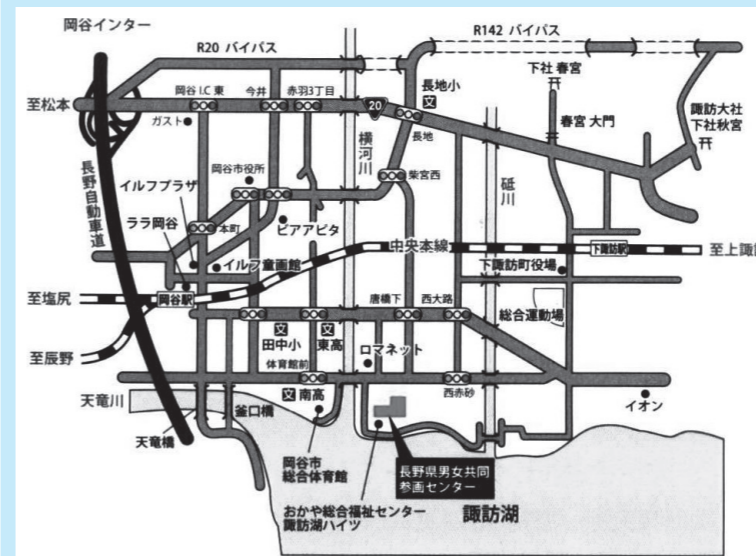 岡谷インター
R20 バイパス
R142 バイパス
下社 春宮
長地小
文
岡谷 I.C 東
今井
赤羽3丁目
至松本
20
ガスト
長地
春宮 大門
諏訪大社
下社秋宮
横河川
砥川
長野自動車道
岡谷市役所
柴宮西
イルフプラザ
ララ岡谷
本町
ピアアピタ
中央本線
下諏訪駅
至上諏訪
イルフ童画館
下諏訪町役場
至塩尻
岡谷駅
唐橋下
西大路
総合運動場
文
田中小
文
東高
ロマネット
至辰野
体育館前
天竜川
文
南高
西赤砂
イオン
釜口橋
天竜橋
岡谷市
総合体育館
長野県男女共同
参画センター
おかや総合福祉センター
諏訪湖ハイツ
諏訪湖